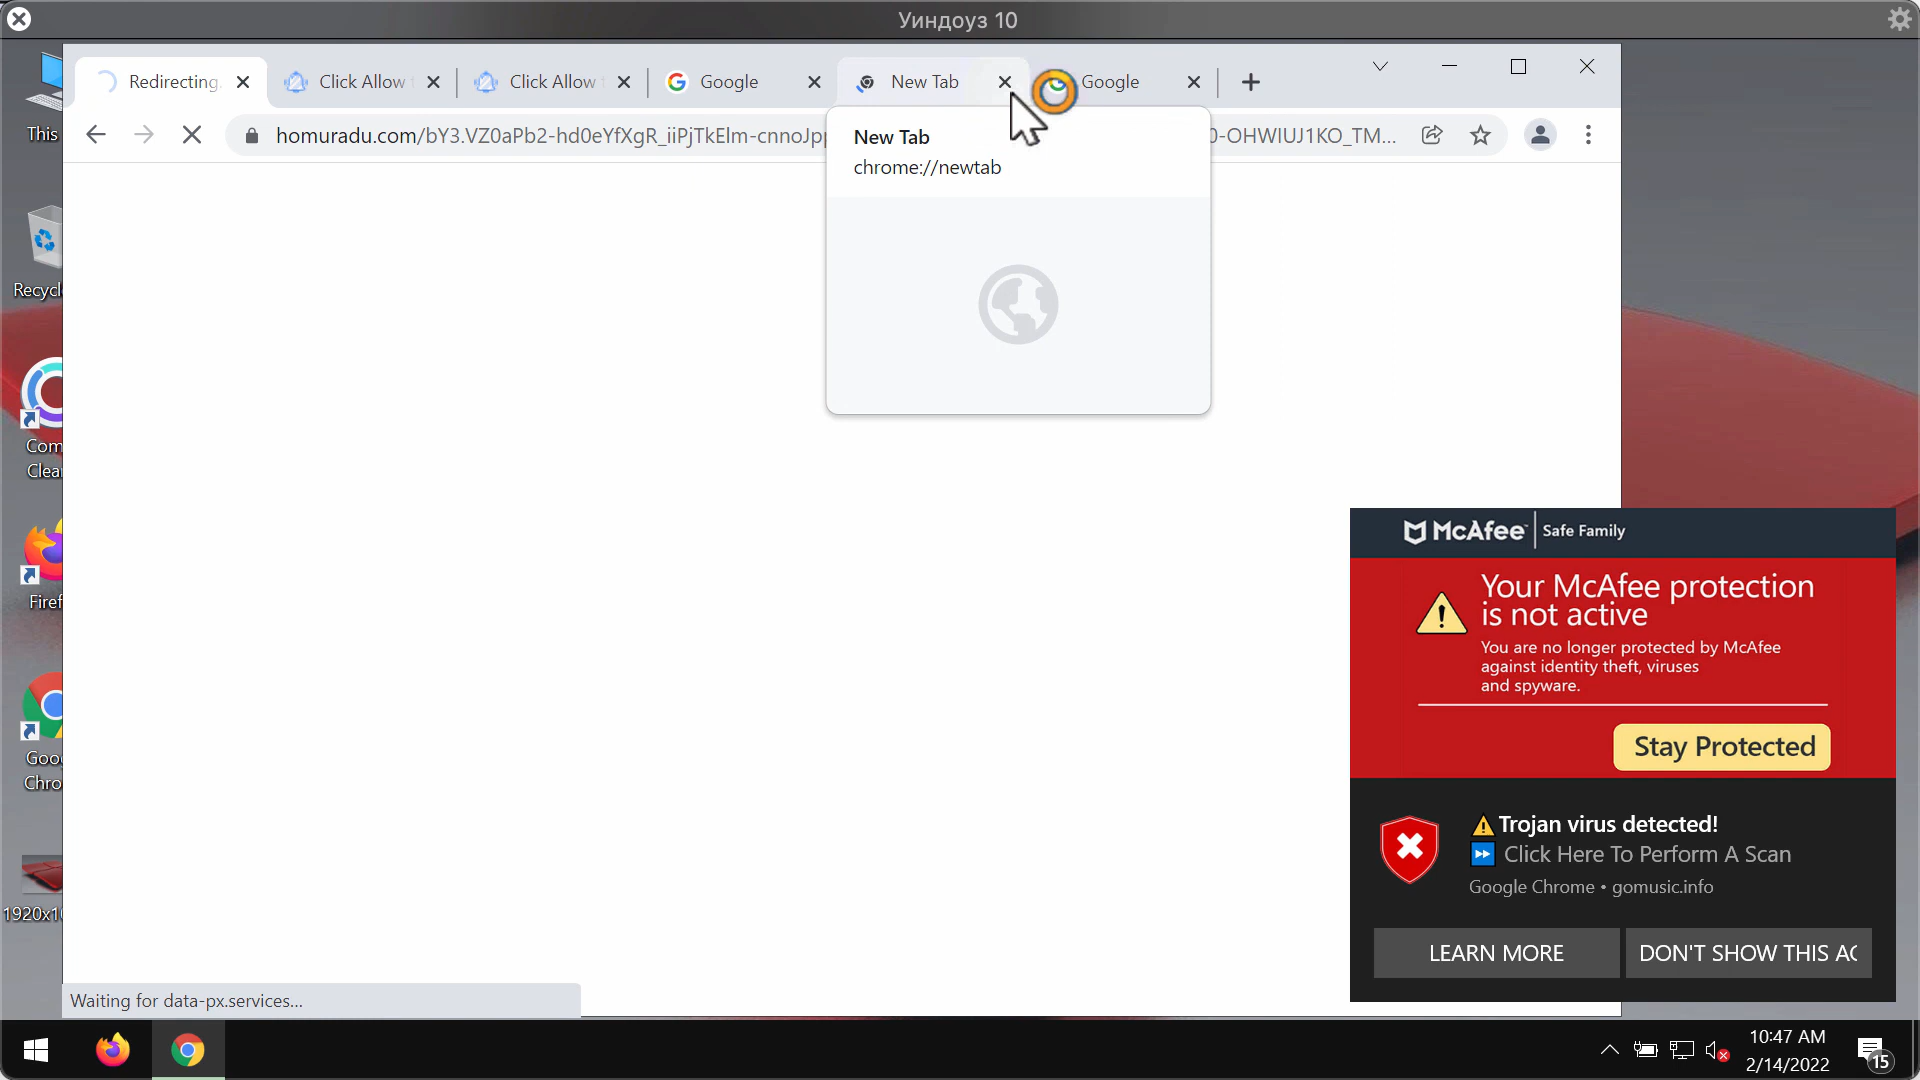 Уиндоуз 10
Redirecting
Click Allow
Click Allow
Google
New Tab
Google
homuradu.com/bY3.VZ0aPb2-hd0eYfXgR_iiPjTkElm-cnnoJpp
0-OHWIUJ1KO_TM...
New Tab
chrome://newtab
This
Recycl
Com
Clea
Firef
Goo
Chro
1920x10
McAfee
Safe Family
Your McAfee protection
is not active
You are no longer protected by McAfee
against identity theft, viruses
and spyware.
Stay Protected
Trojan virus detected!
Click Here To Perform A Scan
Google Chrome • gomusic.info
LEARN MORE
DON'T SHOW THIS AG
Waiting for data-px.services...
10:47 AM
2/14/2022
15